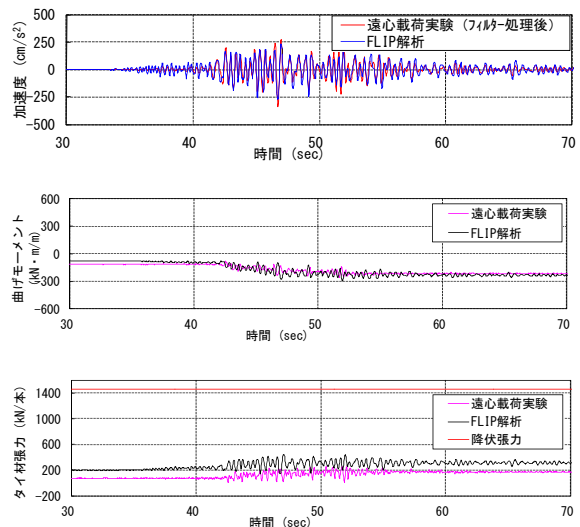 500
250
0
-250
-500
加速度 (cm/s²)
遠心載荷実験 (フィルター処理後)
FLIP解析
30 40 50 60 70
時間 (sec)
600
300
0
-300
-600
曲げモーメント
(kN・m/m)
遠心載荷実験
FLIP解析
30 40 50 60 70
時間 (sec)
1400
1000
600
200
-200
タイ材張力 (kN/本)
遠心載荷実験
FLIP解析
降伏張力
30 40 50 60 70
時間 (sec)